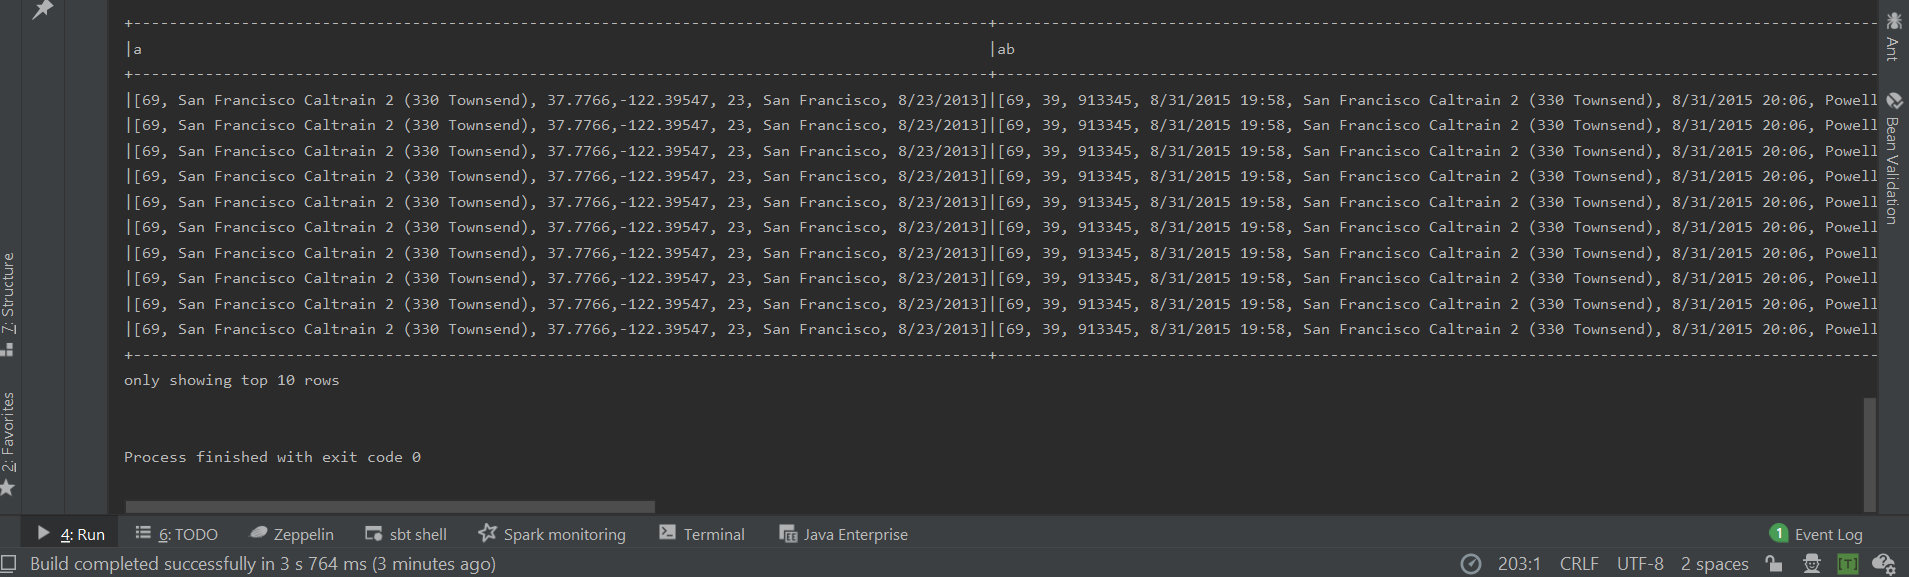 +-----------------------------------------------------------------------------------------------+--------------------------------------------------------------------------------------------------
|a                                                                                              |ab
+-----------------------------------------------------------------------------------------------+--------------------------------------------------------------------------------------------------
|[69, San Francisco Caltrain 2 (330 Townsend), 37.7766,-122.39547, 23, San Francisco, 8/23/2013]|[69, 39, 913345, 8/31/2015 19:58, San Francisco Caltrain 2 (330 Townsend), 8/31/2015 20:06, Powell
|[69, San Francisco Caltrain 2 (330 Townsend), 37.7766,-122.39547, 23, San Francisco, 8/23/2013]|[69, 39, 913345, 8/31/2015 19:58, San Francisco Caltrain 2 (330 Townsend), 8/31/2015 20:06, Powell
|[69, San Francisco Caltrain 2 (330 Townsend), 37.7766,-122.39547, 23, San Francisco, 8/23/2013]|[69, 39, 913345, 8/31/2015 19:58, San Francisco Caltrain 2 (330 Townsend), 8/31/2015 20:06, Powell
|[69, San Francisco Caltrain 2 (330 Townsend), 37.7766,-122.39547, 23, San Francisco, 8/23/2013]|[69, 39, 913345, 8/31/2015 19:58, San Francisco Caltrain 2 (330 Townsend), 8/31/2015 20:06, Powell
|[69, San Francisco Caltrain 2 (330 Townsend), 37.7766,-122.39547, 23, San Francisco, 8/23/2013]|[69, 39, 913345, 8/31/2015 19:58, San Francisco Caltrain 2 (330 Townsend), 8/31/2015 20:06, Powell
|[69, San Francisco Caltrain 2 (330 Townsend), 37.7766,-122.39547, 23, San Francisco, 8/23/2013]|[69, 39, 913345, 8/31/2015 19:58, San Francisco Caltrain 2 (330 Townsend), 8/31/2015 20:06, Powell
|[69, San Francisco Caltrain 2 (330 Townsend), 37.7766,-122.39547, 23, San Francisco, 8/23/2013]|[69, 39, 913345, 8/31/2015 19:58, San Francisco Caltrain 2 (330 Townsend), 8/31/2015 20:06, Powell
|[69, San Francisco Caltrain 2 (330 Townsend), 37.7766,-122.39547, 23, San Francisco, 8/23/2013]|[69, 39, 913345, 8/31/2015 19:58, San Francisco Caltrain 2 (330 Townsend), 8/31/2015 20:06, Powell
|[69, San Francisco Caltrain 2 (330 Townsend), 37.7766,-122.39547, 23, San Francisco, 8/23/2013]|[69, 39, 913345, 8/31/2015 19:58, San Francisco Caltrain 2 (330 Townsend), 8/31/2015 20:06, Powell
|[69, San Francisco Caltrain 2 (330 Townsend), 37.7766,-122.39547, 23, San Francisco, 8/23/2013]|[69, 39, 913345, 8/31/2015 19:58, San Francisco Caltrain 2 (330 Townsend), 8/31/2015 20:06, Powell
+-----------------------------------------------------------------------------------------------+--------------------------------------------------------------------------------------------------
only showing top 10 rows
Process finished with exit code 0
7: Structure
2: Favorites
Ant
Bean Validation
4: Run 6: TODO Zeppelin sbt shell Spark monitoring Terminal Java Enterprise 1 Event Log
Build completed successfully in 3 s 764 ms (3 minutes ago) 203:1 CRLF UTF-8 2 spaces [T]